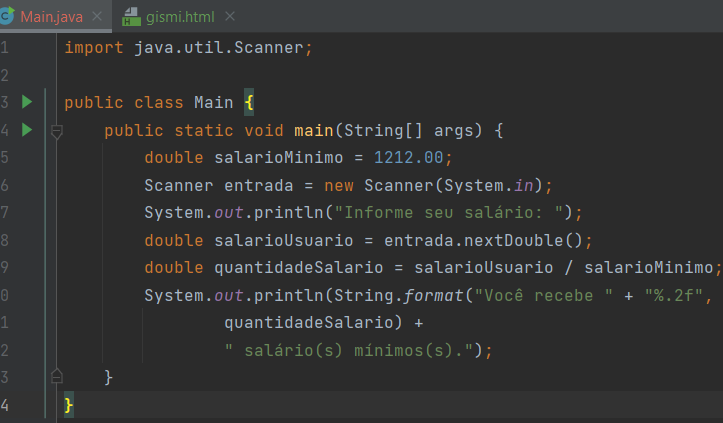 Main.java gismi.html
1 import java.util.Scanner;
2
3 public class Main {
4 public static void main(String[] args) {
5 double salarioMinimo = 1212.00;
6 Scanner entrada = new Scanner(System.in);
7 System.out.println("Informe seu salário: ");
8 double salarioUsuario = entrada.nextDouble();
9 double quantidadeSalario = salarioUsuario / salarioMinimo;
0 System.out.println(String.format("Você recebe " + "%.2f",
1 quantidadeSalario) +
2 " salário(s) mínimos(s).");
3 }
4 }